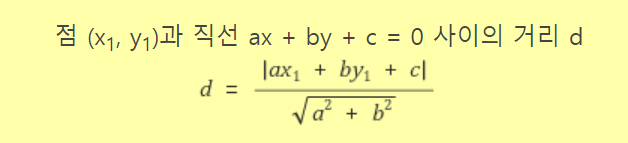 점 (x₁, y₁)과 직선 ax + by + c = 0 사이의 거리 d
d = |ax₁ + by₁ + c| / √(a² + b²)